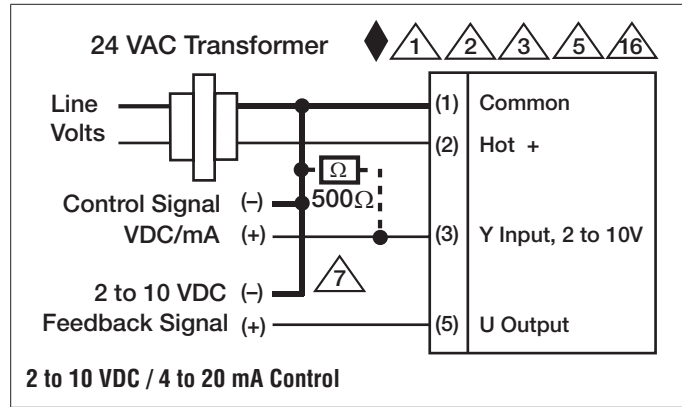 24 VAC Transformer 1 2 3 5 16
Line
Volts
(1) Common
(2) Hot +
Ω
500Ω
Control Signal (–)
VDC/mA (+)
(3) Y Input, 2 to 10V
7
2 to 10 VDC (–)
Feedback Signal (+)
(5) U Output
2 to 10 VDC / 4 to 20 mA Control